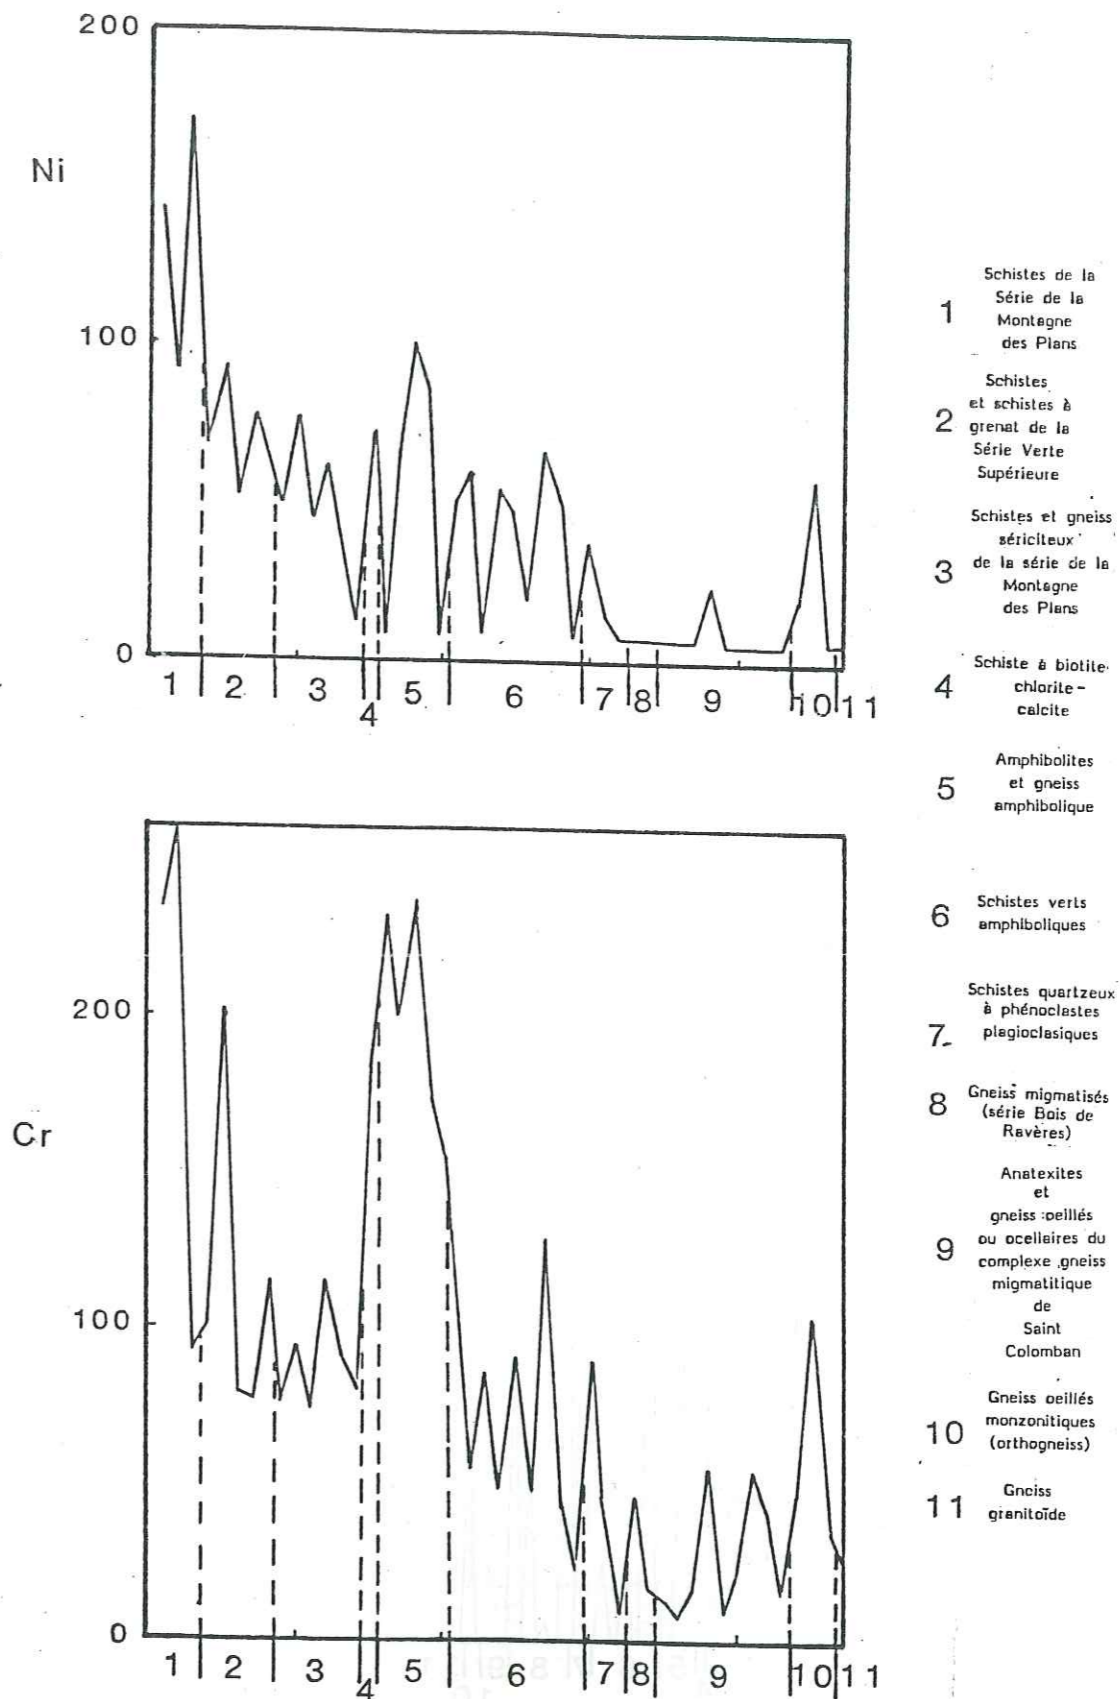 200
Ni
100
0
1 2 3 4 5 6 7 8 9 10 11
200
Cr
100
0
1 2 3 4 5 6 7 8 9 10 11
1
Schistes de la
Série de la
Montagne
des Plans
2
Schistes
et schistes à
grenat de la
Série Verte
Supérieure
3
Schistes et gneiss
sériciteux
de la série de la
Montagne
des Plans
4
Schiste à biotite-
chlorite-
calcite
5
Amphibolites
et gneiss
amphibolique
6
Schistes verts
amphiboliques
7
Schistes quartzeux
à phénoclastes
plagioclasiques
8
Gneiss migmatisés
(série Bois de
Ravères)
9
Anatexites
et
gneiss oeillés
ou ocellaires du
complexe gneiss
migmatitique
de
Saint
Colomban
10
Gneiss oeillés
monzonitiques
(orthogneiss)
11
Gneiss
granitoïde